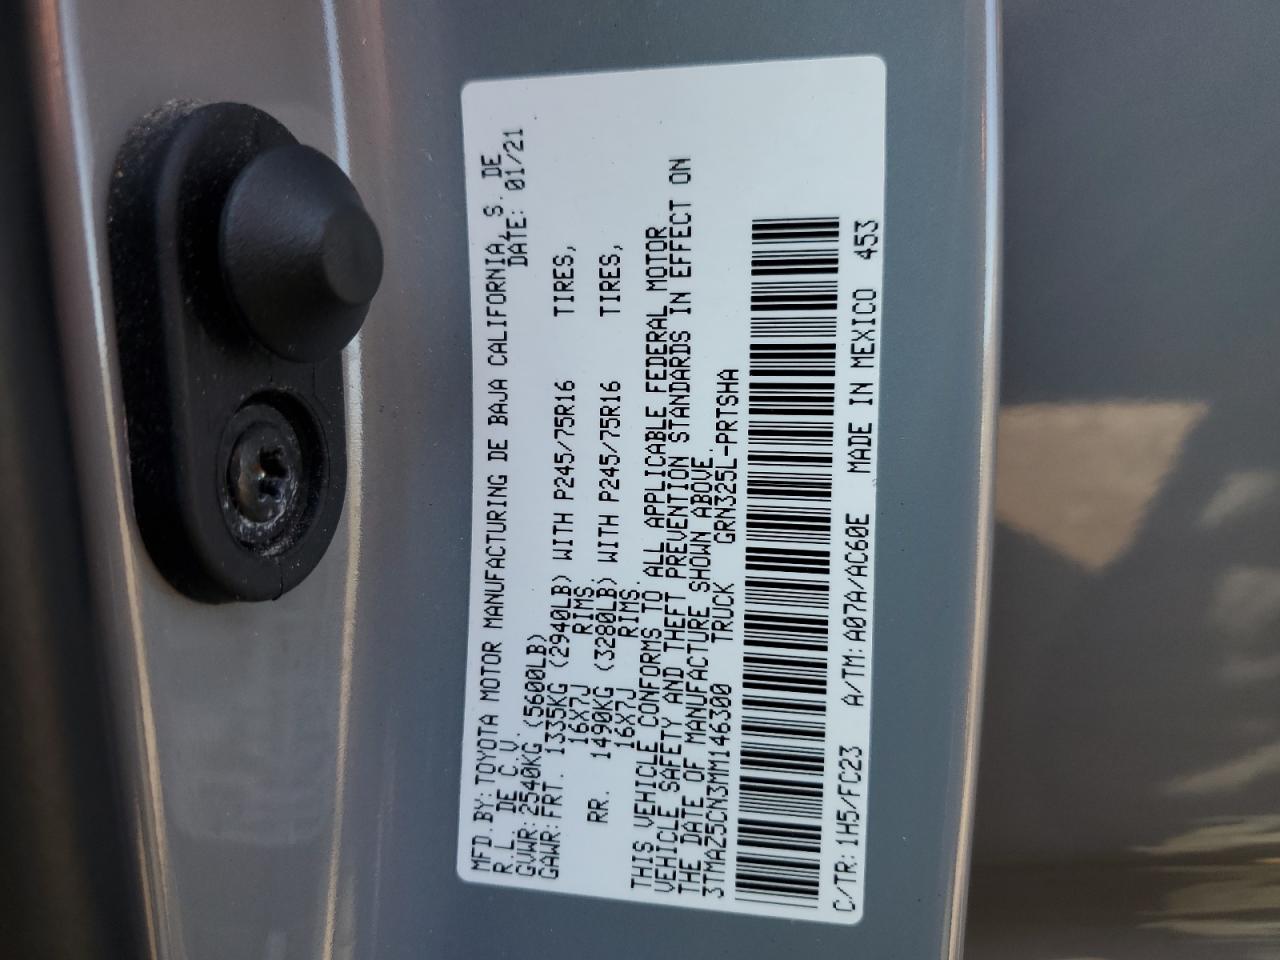 MFD.BY: TOYOTA MOTOR MANUFACTURING DE BAJA CALIFORNIA, S. DE
R. L. DE C. V. DATE: 01/21
GVWR: 2540KG (5600LB)
GAWR: FRT. 1335KG (2940LB) WITH P245/75R16 TIRES,
16X7J RIMS.
RR. 1490KG (3280LB) WITH P245/75R16 TIRES,
16X7J RIMS.
THIS VEHICLE CONFORMS TO ALL APPLICABLE FEDERAL MOTOR
VEHICLE SAFETY AND THEFT PREVENTION STANDARDS IN EFFECT ON
THE DATE OF MANUFACTURE SHOWN ABOVE.
3TMAZ5CN3MM146300 TRUCK GRN325L-PRTSHA
C/TR: 1H5/FC23 A/TM: A07A/AC60E MADE IN MEXICO 453